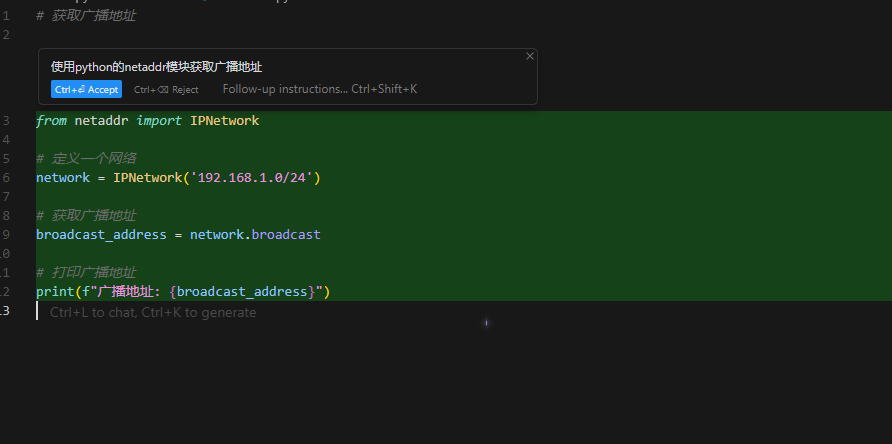 1 # 获取广播地址
2
使用python的netaddr模块获取广播地址
Ctrl+⏎ Accept Ctrl+⌫ Reject Follow-up instructions... Ctrl+Shift+K
3 from netaddr import IPNetwork
4
5 # 定义一个网络
6 network = IPNetwork('192.168.1.0/24')
7
8 # 获取广播地址
9 broadcast_address = network.broadcast
10
11 # 打印广播地址
12 print(f"广播地址: {broadcast_address}")
13 Ctrl+L to chat, Ctrl+K to generate